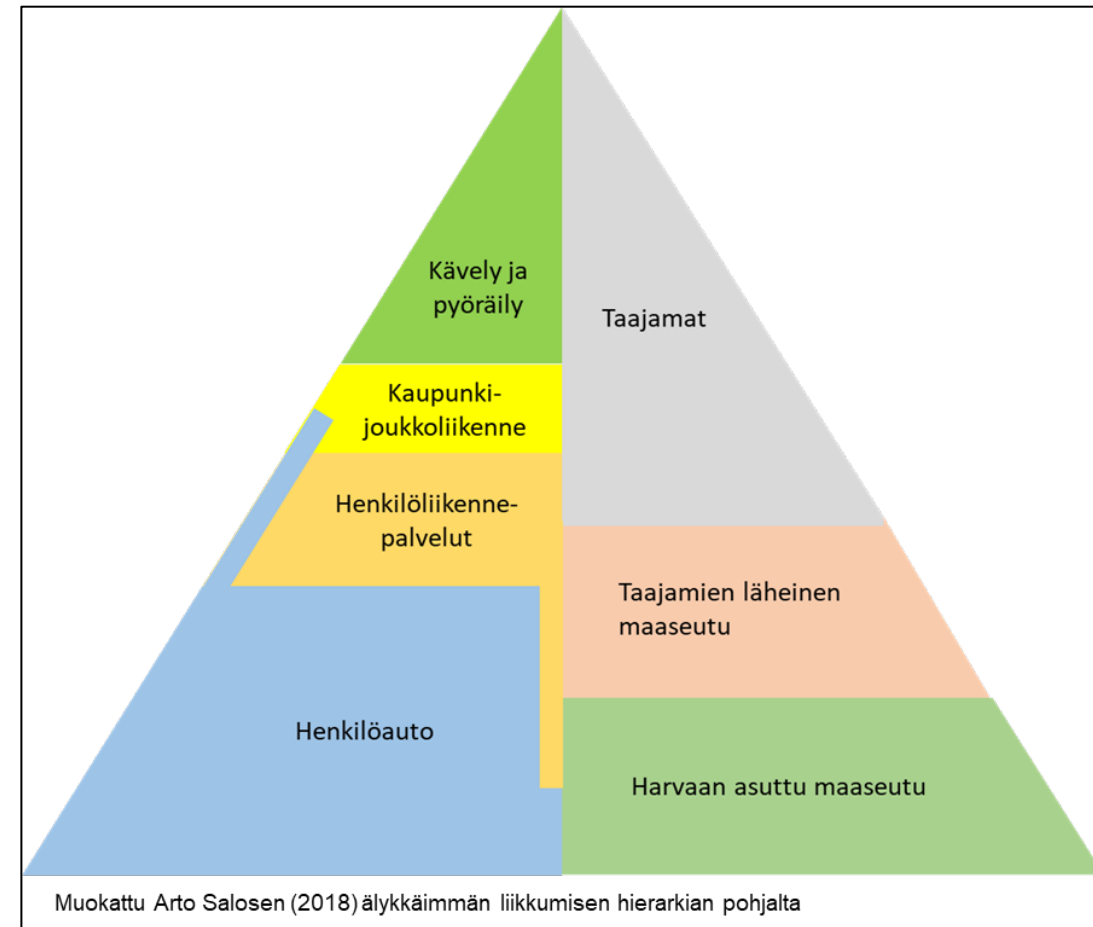 Kävely ja
pyöräily
Taajamat
Kaupunki-
joukkoliikenne
Henkilöliikenne-
palvelut
Taajamien läheinen
maaseutu
Henkilöauto
Harvaan asuttu maaseutu
Muokattu Arto Salosen (2018) älykkäimmän liikkumisen hierarkian pohjalta